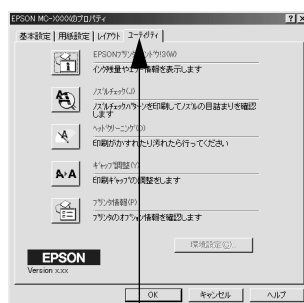 EPSON MC-XXXXのプロパティ
基本設定 用紙設定 レイアウト ユーティリティ
EPSONプリンタウィンドウ!3(W)
インク残量やエラー情報を表示します
ノズルチェック(J)
ノズルチェックパターンを印刷してノズルの目詰まりを確認します
ヘッドクリーニング(O)
印刷がかすれたり汚れたら行ってください
ギャップ調整(Y)
印刷ギャップの調整をします
プリンタ情報(P)
プリンタのオプション情報を確認します
環境設定(C)...
EPSON
Version x.xx
OK キャンセル ヘルプ